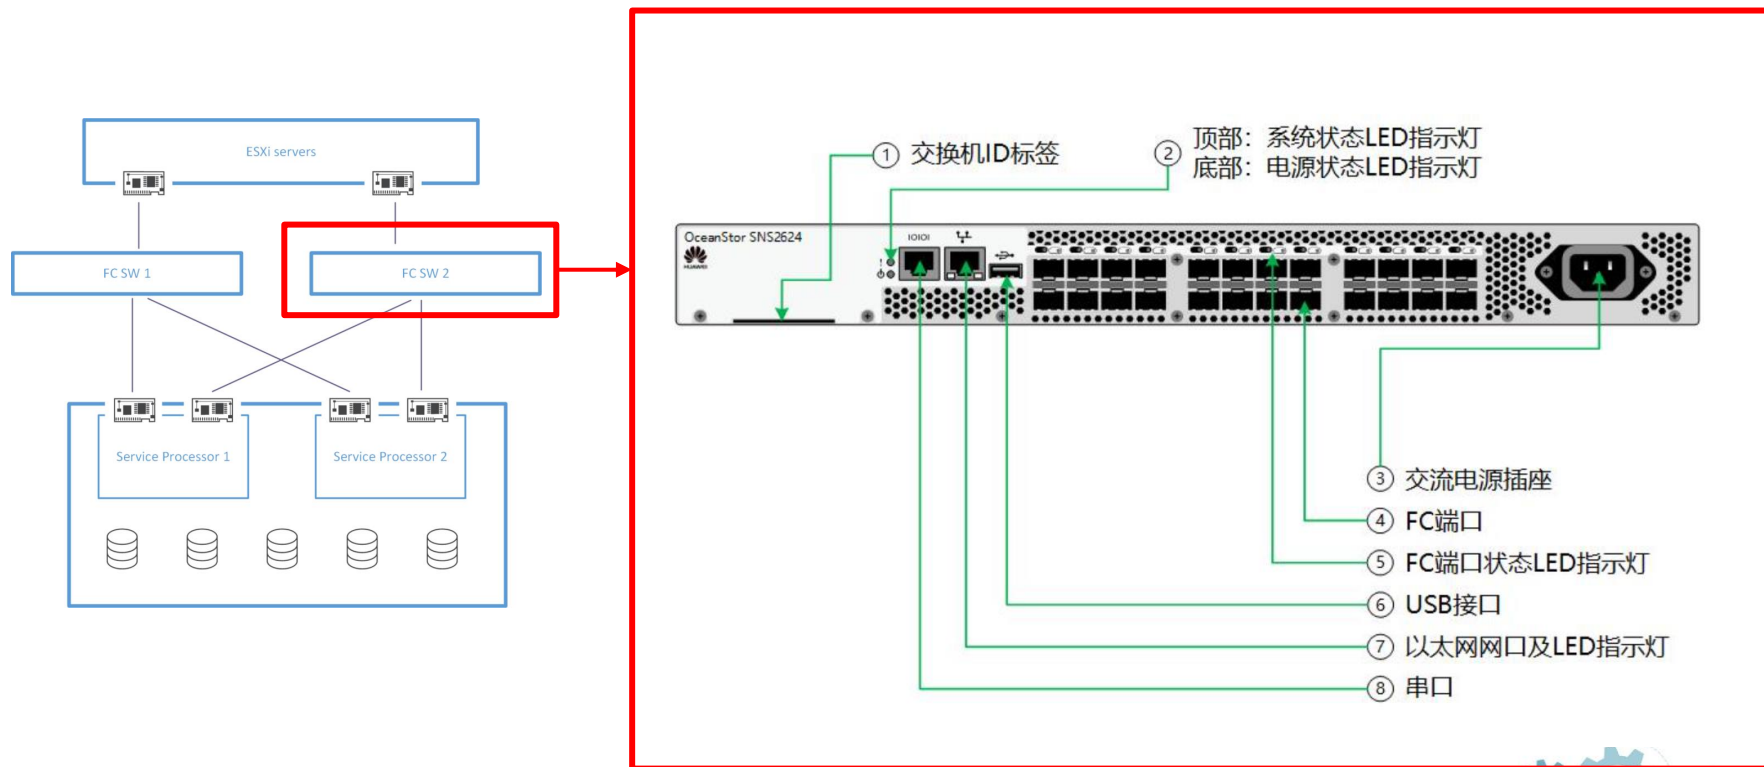 ESXi servers
FC SW 1
FC SW 2
Service Processor 1
Service Processor 2
① 交换机ID标签
② 顶部：系统状态LED指示灯
底部：电源状态LED指示灯
OceanStor SNS2624
HUAWEI
IOIOI
③ 交流电源插座
④ FC端口
⑤ FC端口状态LED指示灯
⑥ USB接口
⑦ 以太网网口及LED指示灯
⑧ 串口